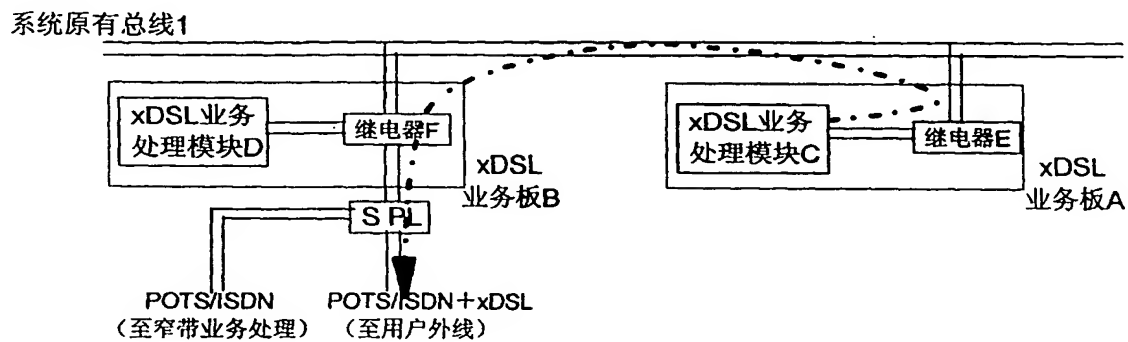 系统原有总线1
xDSL业务
处理模块D
继电器F
xDSL
业务板B
xDSL业务
处理模块C
继电器E
xDSL
业务板A
SPL
POTS/ISDN
（至窄带业务处理）
POTS/ISDN＋xDSL
（至用户外线）